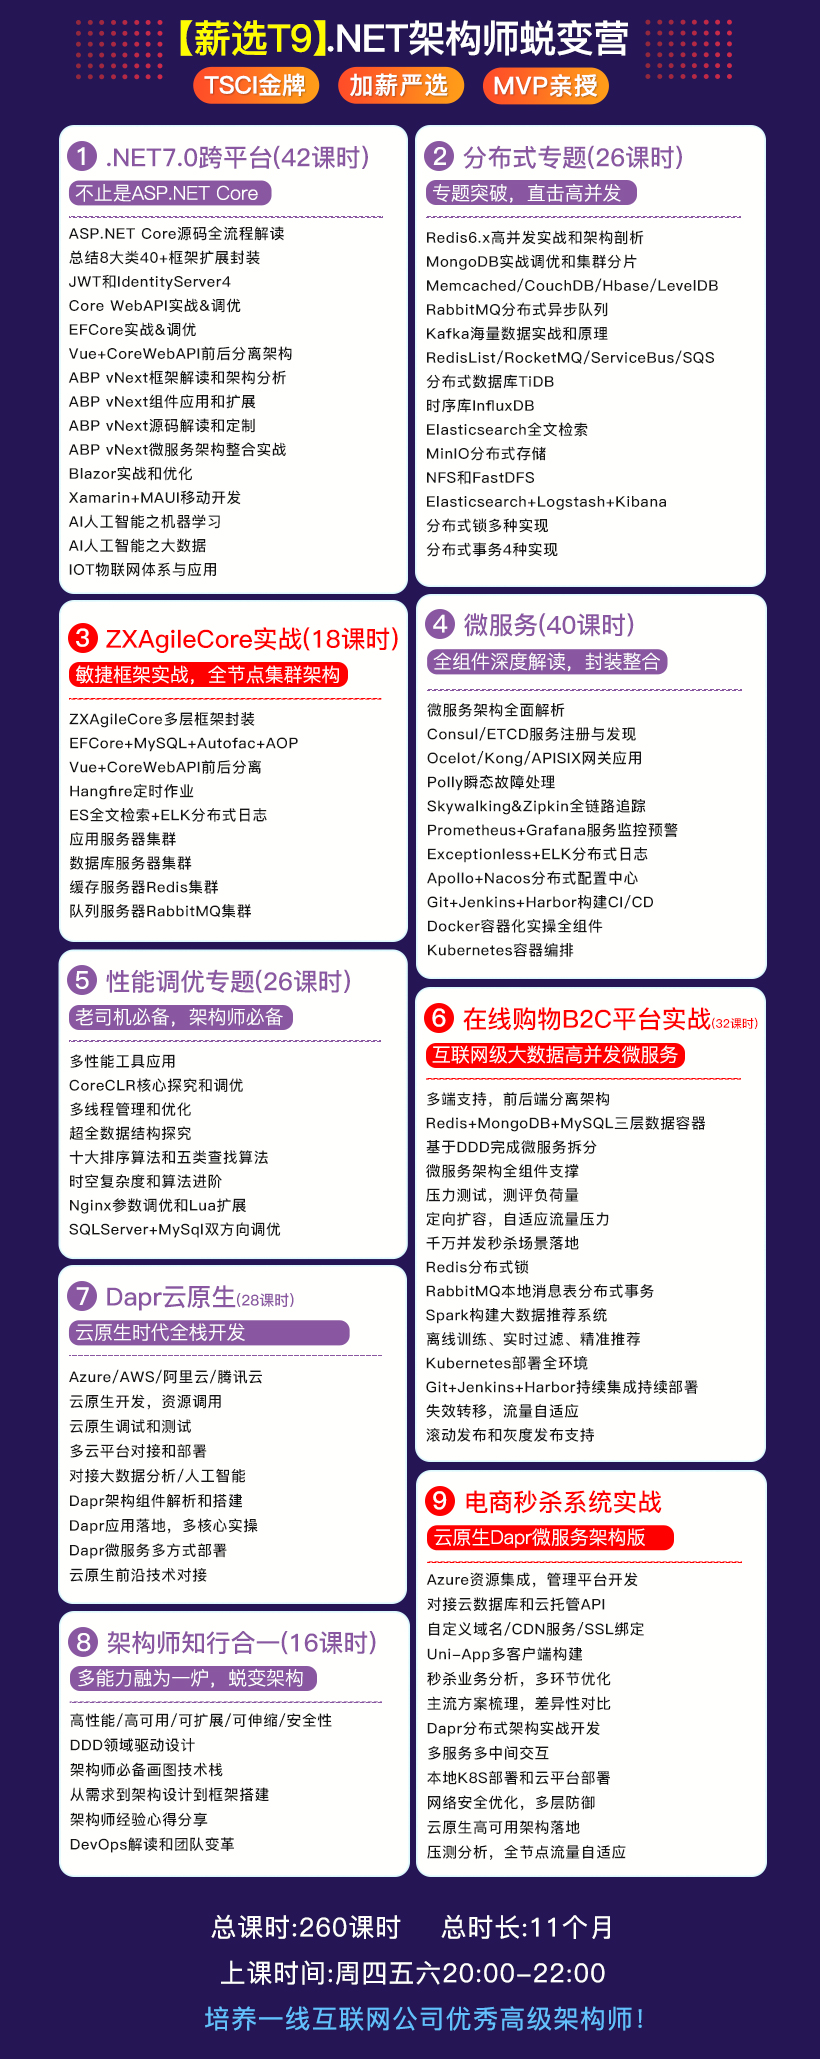 【薪选T9】.NET架构师蜕变营
TSCI金牌 加薪严选 MVP亲授
1 .NET7.0跨平台(42课时)
不止是ASP.NET Core
ASP.NET Core源码全流程解读
总结8大类40+框架扩展封装
JWT和IdentityServer4
Core WebAPI实战&调优
EFCore实战&调优
Vue+CoreWebAPI前后分离架构
ABP vNext框架解读和架构分析
ABP vNext组件应用和扩展
ABP vNext源码解读和定制
ABP vNext微服务架构整合实战
Blazor实战和优化
Xamarin+MAUI移动开发
AI人工智能之机器学习
AI人工智能之大数据
IOT物联网体系与应用
2 分布式专题(26课时)
专题突破，直击高并发
Redis6.x高并发实战和架构剖析
MongoDB实战调优和集群分片
Memcached/CouchDB/Hbase/LevelDB
RabbitMQ分布式异步队列
Kafka海量数据实战和原理
RedisList/RocketMQ/ServiceBus/SQS
分布式数据库TiDB
时序库InfluxDB
Elasticsearch全文检索
MinIO分布式存储
NFS和FastDFS
Elasticsearch+Logstash+Kibana
分布式锁多种实现
分布式事务4种实现
3 ZXAgileCore实战(18课时)
敏捷框架实战，全节点集群架构
ZXAgileCore多层框架封装
EFCore+MySQL+Autofac+AOP
Vue+CoreWebAPI前后分离
Hangfire定时作业
ES全文检索+ELK分布式日志
应用服务器集群
数据库服务器集群
缓存服务器Redis集群
队列服务器RabbitMQ集群
4 微服务(40课时)
全组件深度解读，封装整合
微服务架构全面解析
Consul/ETCD服务注册与发现
Ocelot/Kong/APISIX网关应用
Polly瞬态故障处理
Skywalking&Zipkin全链路追踪
Prometheus+Grafana服务监控预警
Exceptionless+ELK分布式日志
Apollo+Nacos分布式配置中心
Git+Jenkins+Harbor构建CI/CD
Docker容器化实操全组件
Kubernetes容器编排
5 性能调优专题(26课时)
老司机必备，架构师必备
多性能工具应用
CoreCLR核心探究和调优
多线程管理和优化
超全数据结构探究
十大排序算法和五类查找算法
时空复杂度和算法进阶
Nginx参数调优和Lua扩展
SQLServer+MySql双方向调优
6 在线购物B2C平台实战(32课时)
互联网级大数据高并发微服务
多端支持，前后端分离架构
Redis+MongoDB+MySQL三层数据容器
基于DDD完成微服务拆分
微服务架构全组件支撑
压力测试，测评负荷量
定向扩容，自适应流量压力
千万并发秒杀场景落地
Redis分布式锁
RabbitMQ本地消息表分布式事务
Spark构建大数据推荐系统
离线训练、实时过滤、精准推荐
Kubernetes部署全环境
Git+Jenkins+Harbor持续集成持续部署
失效转移，流量自适应
滚动发布和灰度发布支持
7 Dapr云原生(28课时)
云原生时代全栈开发
Azure/AWS/阿里云/腾讯云
云原生开发，资源调用
云原生调试和测试
多云平台对接和部署
对接大数据分析/人工智能
Dapr架构组件解析和搭建
Dapr应用落地，多核心实操
Dapr微服务多方式部署
云原生前沿技术对接
8 架构师知行合一(16课时)
多能力融为一炉，蜕变架构
高性能/高可用/可扩展/可伸缩/安全性
DDD领域驱动设计
架构师必备画图技术栈
从需求到架构设计到框架搭建
架构师经验心得分享
DevOps解读和团队变革
9 电商秒杀系统实战
云原生Dapr微服务架构版
Azure资源集成，管理平台开发
对接云数据库和云托管API
自定义域名/CDN服务/SSL绑定
Uni-App多客户端构建
秒杀业务分析，多环节优化
主流方案梳理，差异性对比
Dapr分布式架构实战开发
多服务多中间交互
本地K8S部署和云平台部署
网络安全优化，多层防御
云原生高可用架构落地
压测分析，全节点流量自适应
总课时:260课时 总时长:11个月
上课时间:周四五六20:00-22:00
培养一线互联网公司优秀高级架构师！